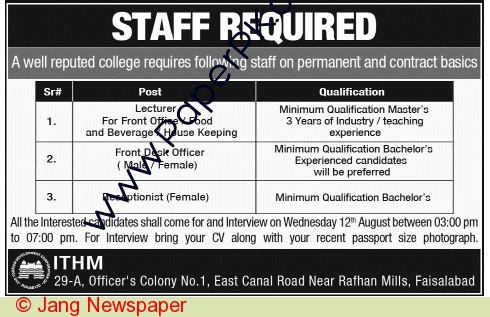 STAFF REQUIRED
A well reputed college requires following staff on permanent and contract basics
Sr# Post Qualification
1. Lecturer For Front Office / Food and Beverage / House Keeping Minimum Qualification Master's 3 Years of Industry / teaching experience
2. Front Desk Officer ( Male / Female) Minimum Qualification Bachelor's Experienced candidates will be preferred
3. Receptionist (Female) Minimum Qualification Bachelor's
All the Interested candidates shall come for and Interview on Wednesday 12th August between 03:00 pm
to 07:00 pm. For Interview bring your CV along with your recent passport size photograph.
ITHM
29-A, Officer's Colony No.1, East Canal Road Near Rafhan Mills, Faisalabad
© Jang Newspaper